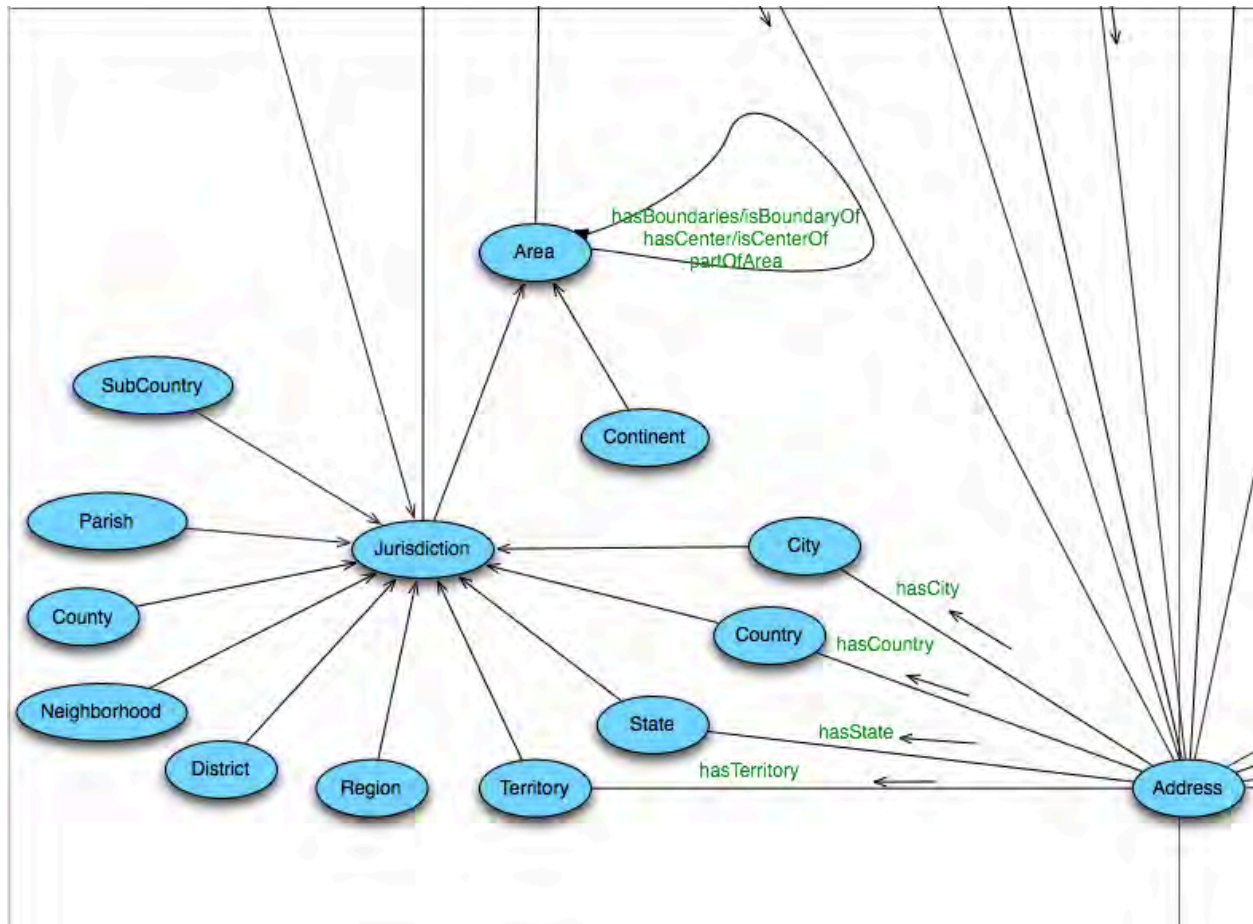 hasBoundaries/isBoundaryOf
hasCenter/isCenterOf
partOfArea
Area
SubCountry
Continent
Parish
Jurisdiction
City
hasCity
County
Country
hasCountry
Neighborhood
State
hasState
District
Region
Territory
hasTerritory
Address